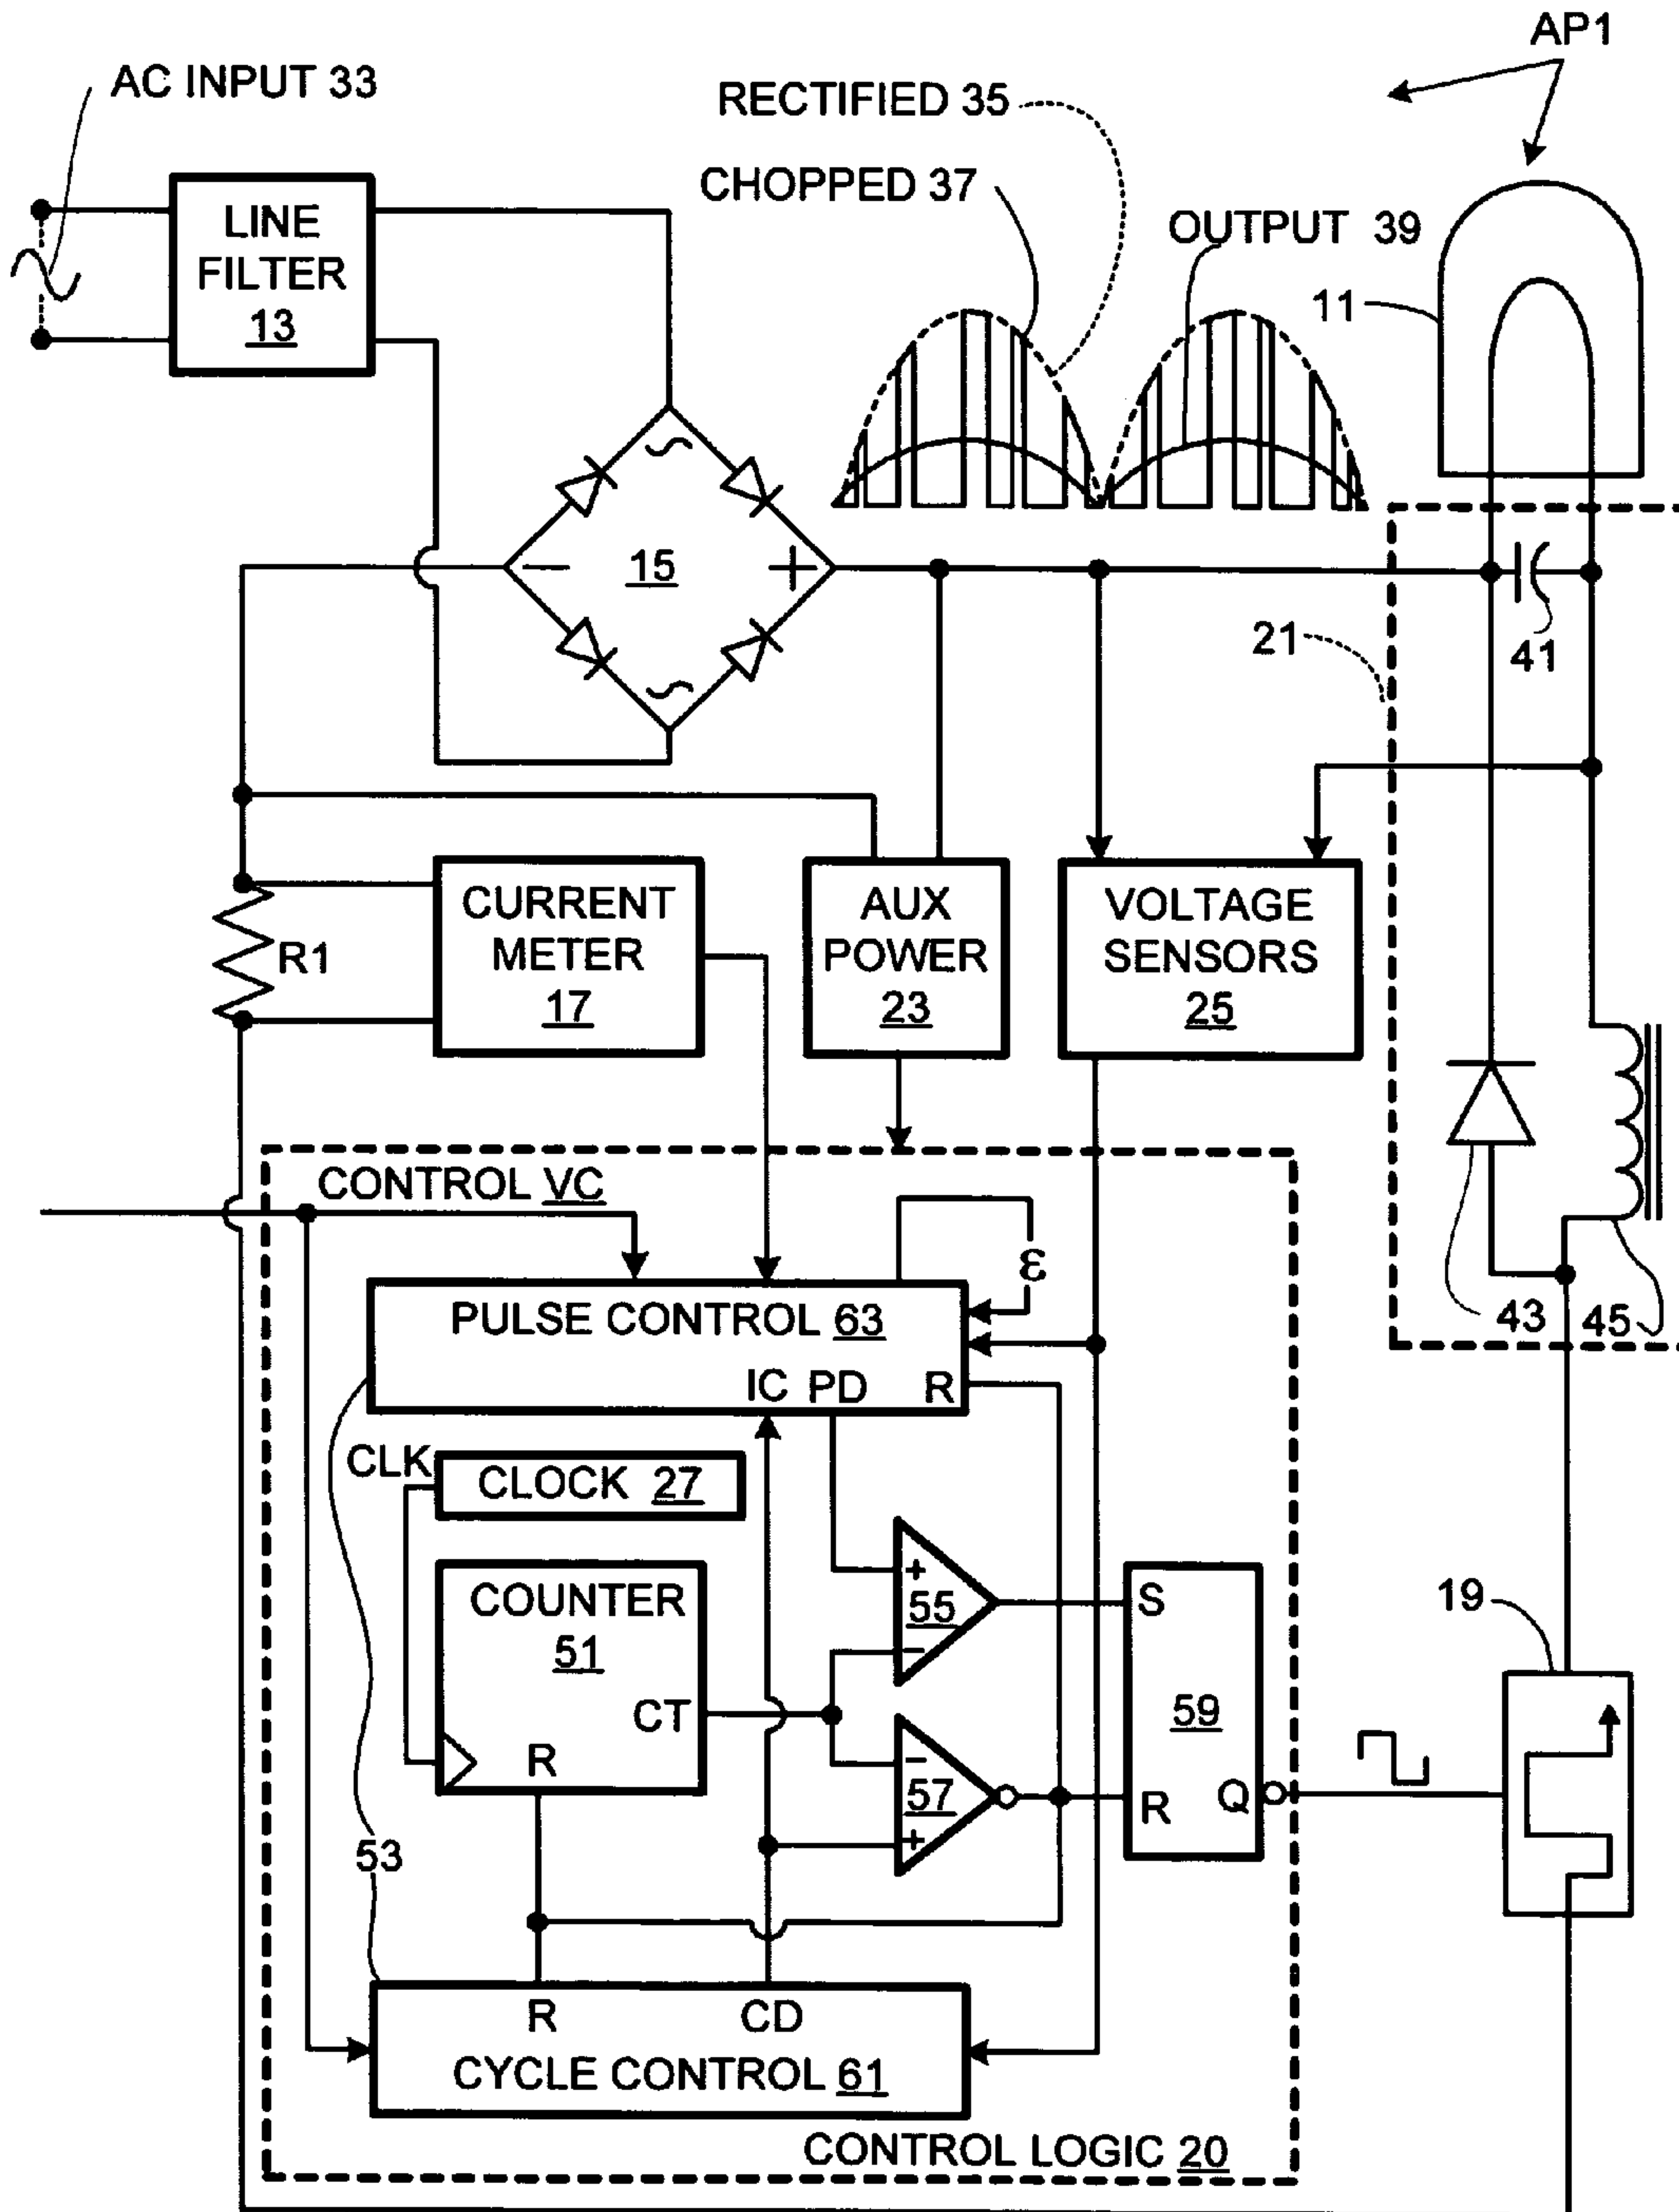 AP1
AC INPUT 33
RECTIFIED 35
CHOPPED 37
OUTPUT 39
LINE
FILTER
13
11
15
21
41
CURRENT
METER
17
R1
AUX
POWER
23
VOLTAGE
SENSORS
25
CONTROL VC
ε
43
45
PULSE CONTROL 63
IC PD R
CLK
CLOCK 27
COUNTER
51
CT
R
+
55
−
−
57
+
S
59
R
Q
19
53
R CD
CYCLE CONTROL 61
CONTROL LOGIC 20